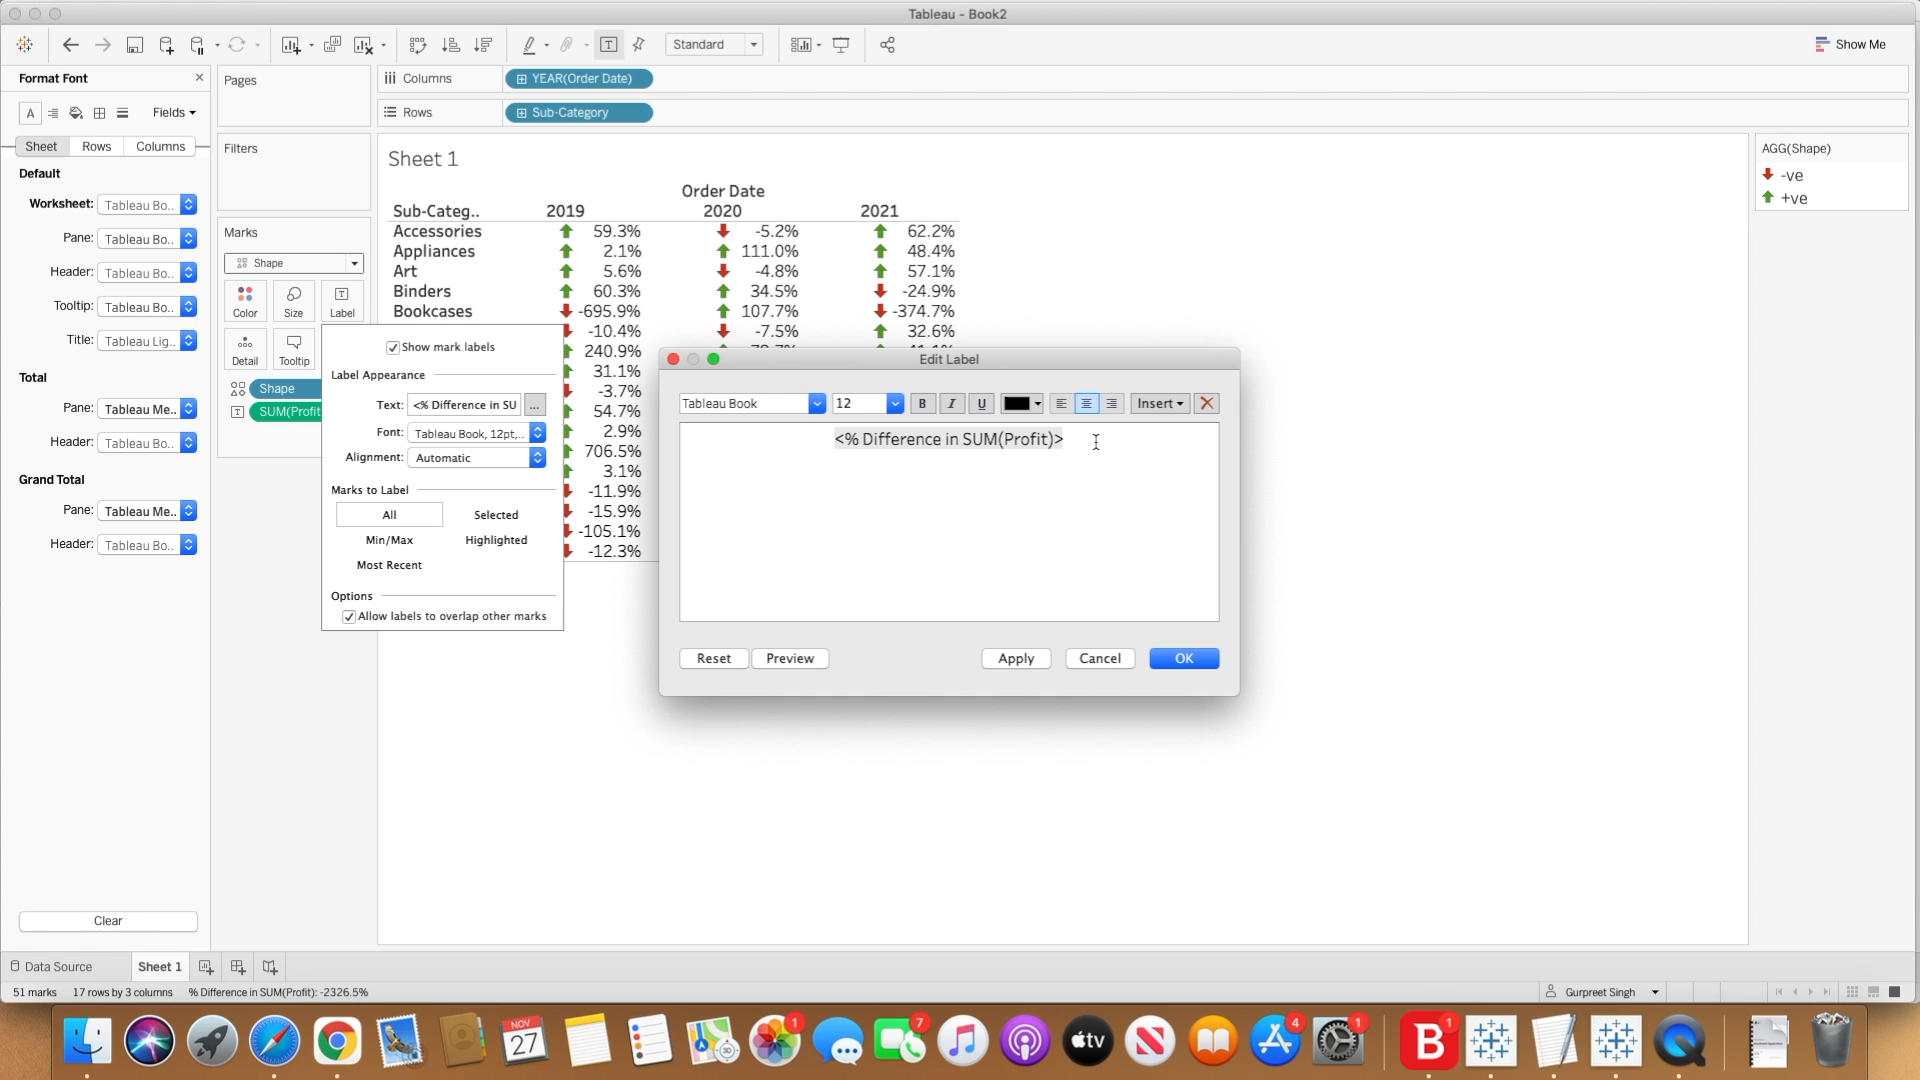 Tableau - Book2
Standard
Show Me
Format Font
Fields
Sheet Rows Columns
Default
Worksheet: Tableau Bo..
Pane: Tableau Bo..
Header: Tableau Bo..
Tooltip: Tableau Bo..
Title: Tableau Lig..
Total
Pane: Tableau Me..
Header: Tableau Bo..
Grand Total
Pane: Tableau Me..
Header: Tableau Bo..
Clear
Pages
Filters
Marks
Shape
Color Size Label
Detail Tooltip
Shape
SUM(Profit
Columns YEAR(Order Date)
Rows Sub-Category
Sheet 1
Order Date
Sub-Categ.. 2019 2020 2021
Accessories 59.3% -5.2% 62.2%
Appliances 2.1% 111.0% 48.4%
Art 5.6% -4.8% 57.1%
Binders 60.3% 34.5% -24.9%
Bookcases -695.9% 107.7% -374.7%
-10.4% -7.5% 32.6%
240.9%
31.1%
-3.7%
54.7%
2.9%
706.5%
3.1%
-11.9%
-15.9%
-105.1%
-12.3%
AGG(Shape)
-ve
+ve
Show mark labels
Label Appearance
Text: <% Difference in SU ...
Font: Tableau Book, 12pt,..
Alignment: Automatic
Marks to Label
All Selected
Min/Max Highlighted
Most Recent
Options
Allow labels to overlap other marks
Edit Label
Tableau Book 12 B I U Insert
<% Difference in SUM(Profit)>
Reset Preview Apply Cancel OK
Data Source Sheet 1
51 marks 17 rows by 3 columns % Difference in SUM(Profit): -2326.5%
Gurpreet Singh
NOV
27
1
7
tv
4
1
B
1